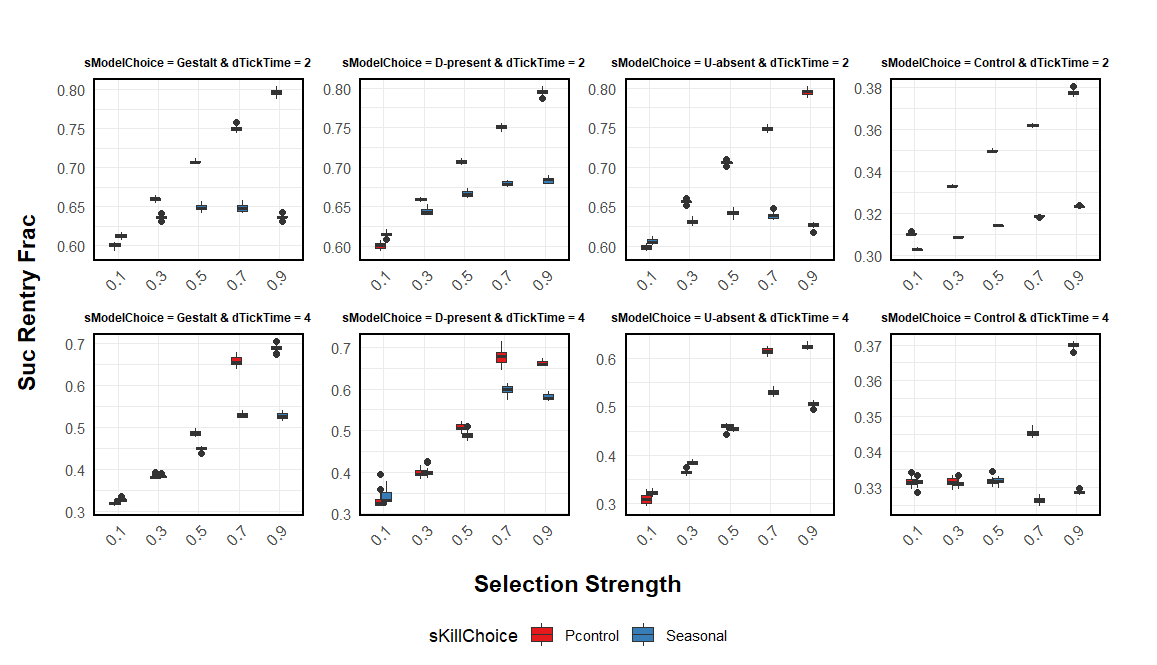 sModelChoice = Gestalt & dTickTime = 2
sModelChoice = D-present & dTickTime = 2
sModelChoice = U-absent & dTickTime = 2
sModelChoice = Control & dTickTime = 2
0.80
0.75
0.70
0.65
0.60
0.80
0.75
0.70
0.65
0.60
0.80
0.75
0.70
0.65
0.60
0.38
0.36
0.34
0.32
0.30
0.1 0.3 0.5 0.7 0.9
0.1 0.3 0.5 0.7 0.9
0.1 0.3 0.5 0.7 0.9
0.1 0.3 0.5 0.7 0.9
Suc Rentry Frac
sModelChoice = Gestalt & dTickTime = 4
sModelChoice = D-present & dTickTime = 4
sModelChoice = U-absent & dTickTime = 4
sModelChoice = Control & dTickTime = 4
0.7
0.6
0.5
0.4
0.3
0.7
0.6
0.5
0.4
0.3
0.6
0.5
0.4
0.3
0.37
0.36
0.35
0.34
0.33
0.1 0.3 0.5 0.7 0.9
0.1 0.3 0.5 0.7 0.9
0.1 0.3 0.5 0.7 0.9
0.1 0.3 0.5 0.7 0.9
Selection Strength
sKillChoice Pcontrol Seasonal